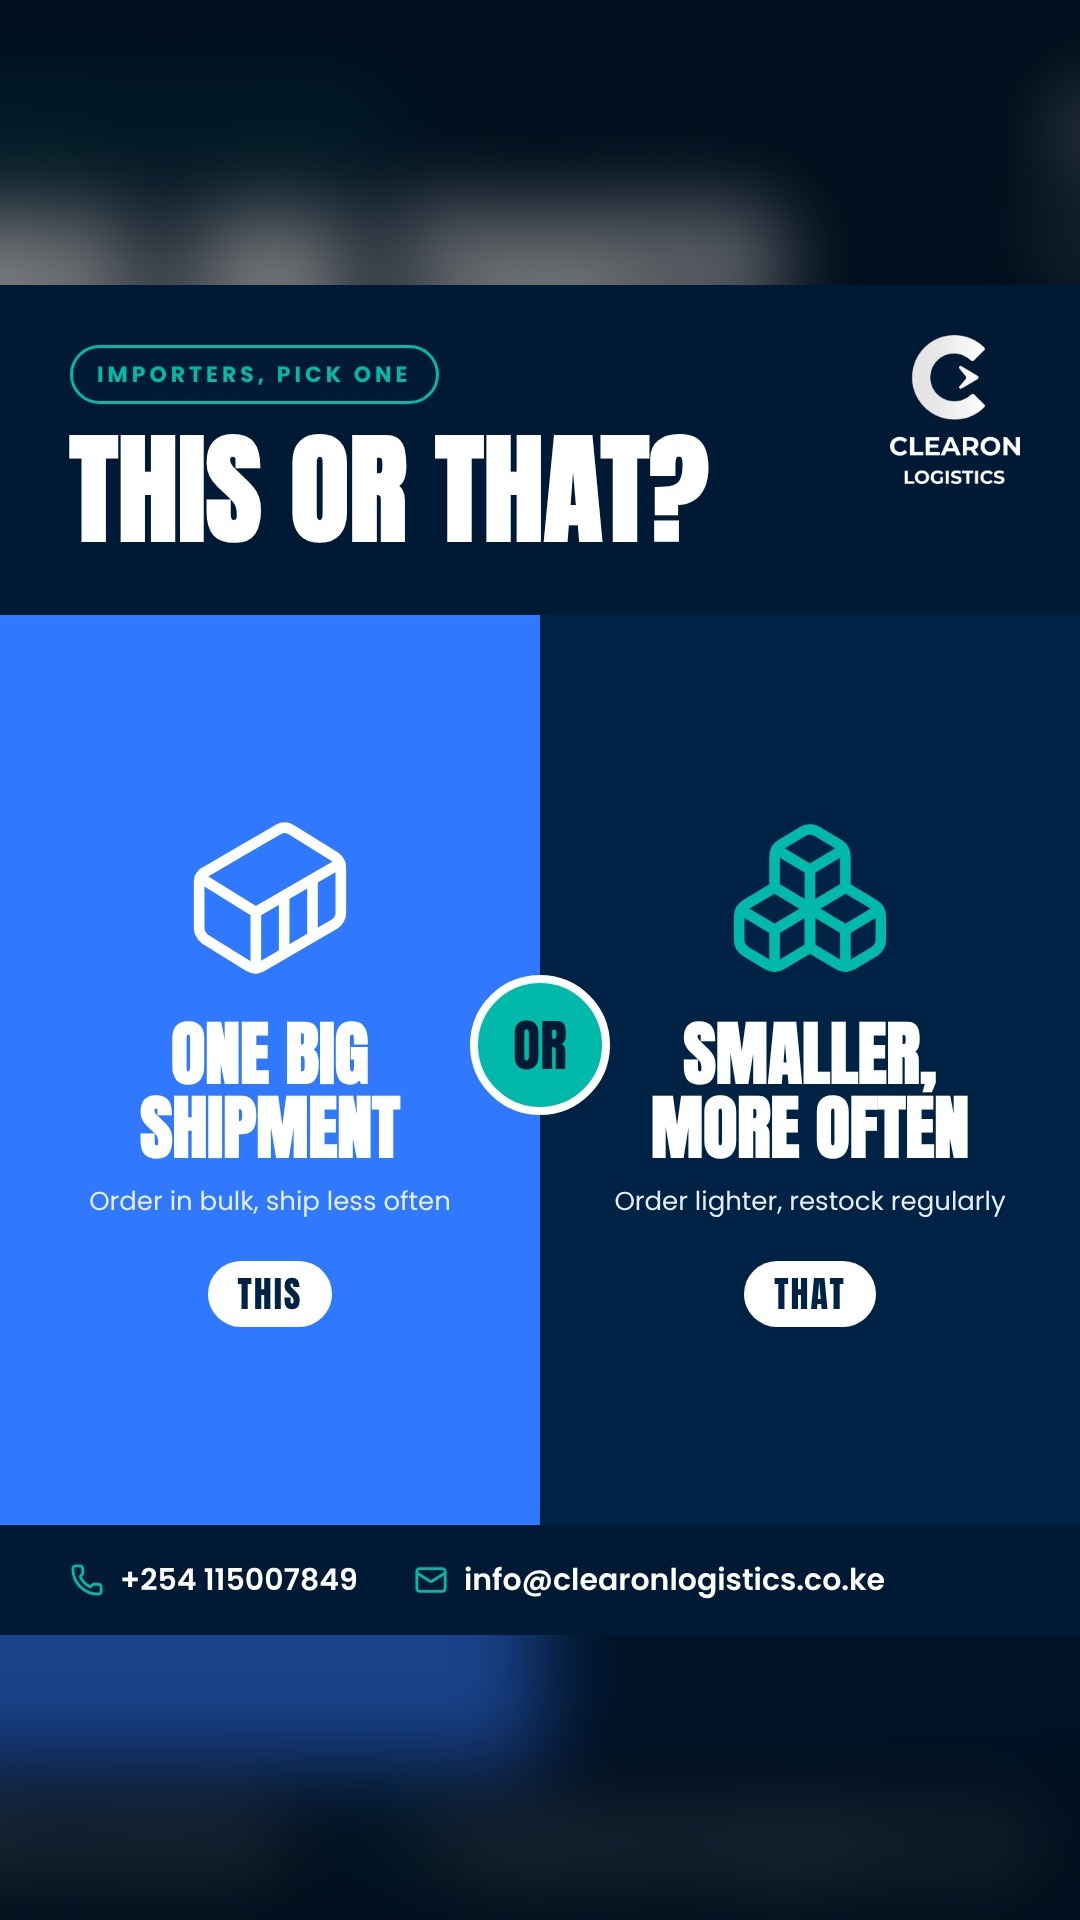 IMPORTERS, PICK ONE
THIS OR THAT?
CLEARON
LOGISTICS
ONE BIG
SHIPMENT
Order in bulk, ship less often
THIS
OR
SMALLER,
MORE OFTEN
Order lighter, restock regularly
THAT
+254 115007849
info@clearonlogistics.co.ke